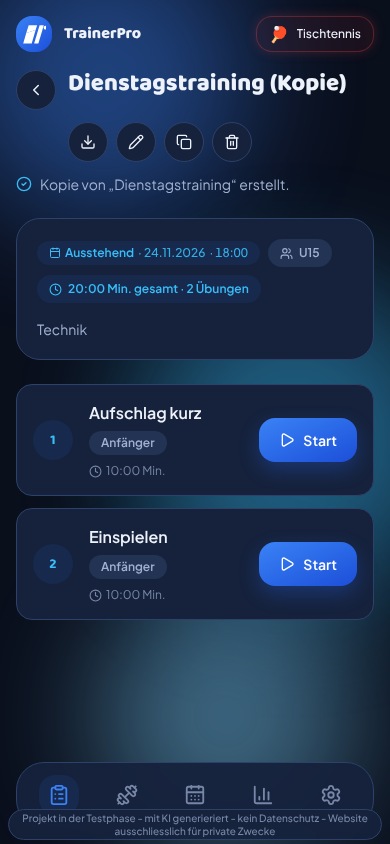 TrainerPro
Tischtennis
Dienstagstraining (Kopie)
Kopie von „Dienstagstraining“ erstellt.
Ausstehend · 24.11.2026 · 18:00
U15
20:00 Min. gesamt · 2 Übungen
Technik
1
Aufschlag kurz
Anfänger
10:00 Min.
Start
2
Einspielen
Anfänger
10:00 Min.
Start
Projekt in der Testphase – mit KI generieriert – kein Datenschutz – Website
ausschliesslich für private Zwecke